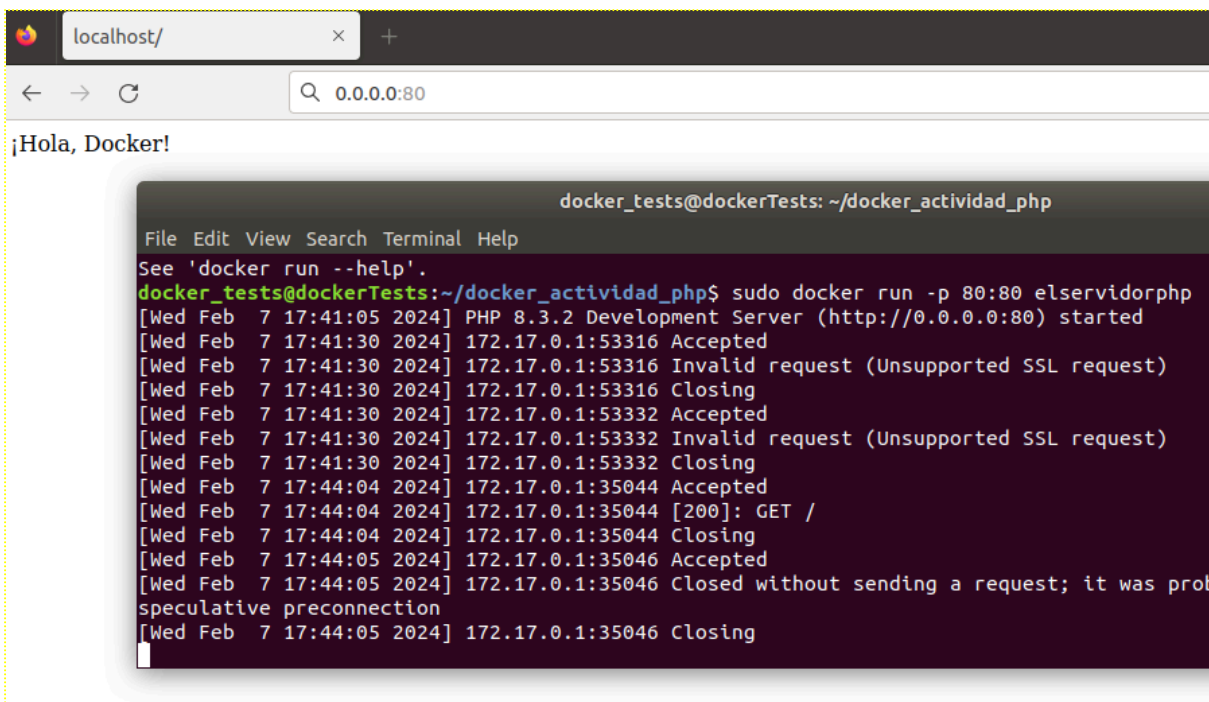 localhost/
0.0.0.0:80
¡Hola, Docker!
docker_tests@dockerTests: ~/docker_actividad_php
File Edit View Search Terminal Help
See 'docker run --help'.
docker_tests@dockerTests:~/docker_actividad_php$ sudo docker run -p 80:80 elservidorphp
[Wed Feb  7 17:41:05 2024] PHP 8.3.2 Development Server (http://0.0.0.0:80) started
[Wed Feb  7 17:41:30 2024] 172.17.0.1:53316 Accepted
[Wed Feb  7 17:41:30 2024] 172.17.0.1:53316 Invalid request (Unsupported SSL request)
[Wed Feb  7 17:41:30 2024] 172.17.0.1:53316 Closing
[Wed Feb  7 17:41:30 2024] 172.17.0.1:53332 Accepted
[Wed Feb  7 17:41:30 2024] 172.17.0.1:53332 Invalid request (Unsupported SSL request)
[Wed Feb  7 17:41:30 2024] 172.17.0.1:53332 Closing
[Wed Feb  7 17:44:04 2024] 172.17.0.1:35044 Accepted
[Wed Feb  7 17:44:04 2024] 172.17.0.1:35044 [200]: GET /
[Wed Feb  7 17:44:04 2024] 172.17.0.1:35044 Closing
[Wed Feb  7 17:44:05 2024] 172.17.0.1:35046 Accepted
[Wed Feb  7 17:44:05 2024] 172.17.0.1:35046 Closed without sending a request; it was prob
speculative preconnection
[Wed Feb  7 17:44:05 2024] 172.17.0.1:35046 Closing